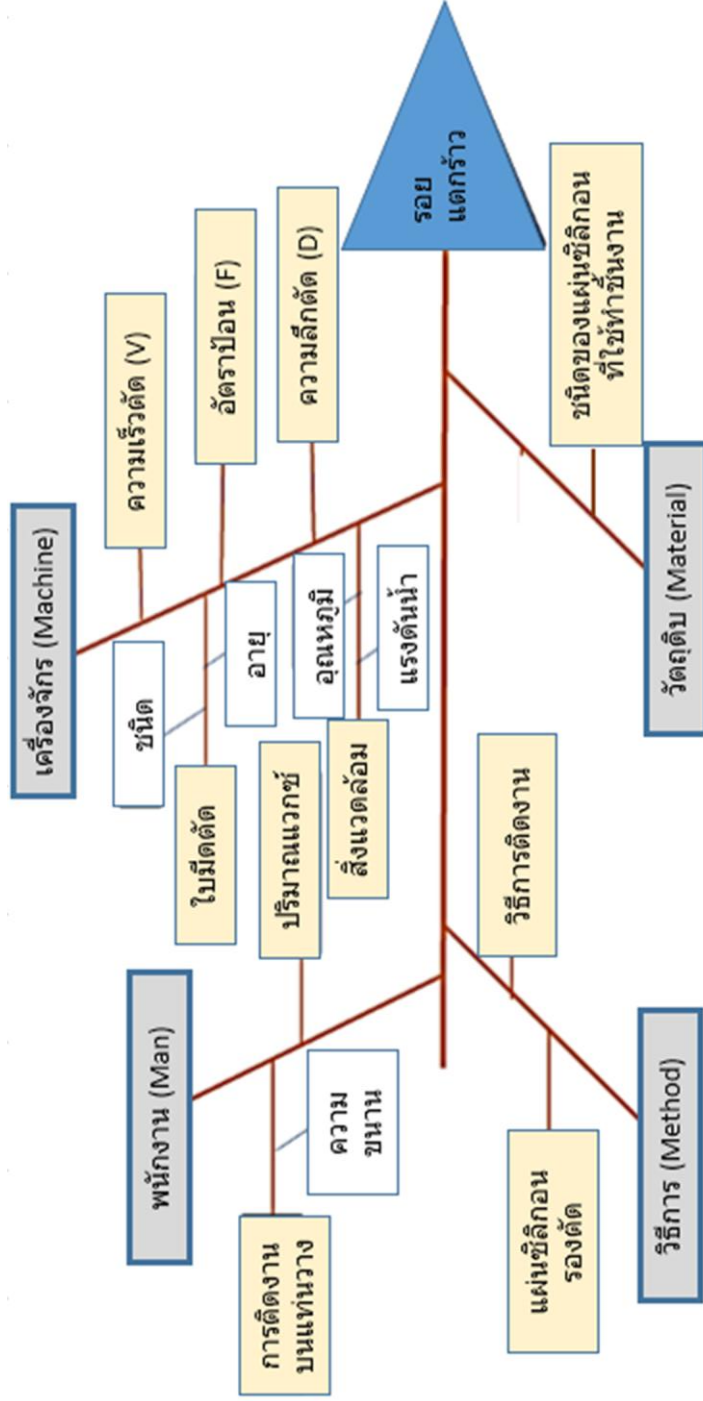 เครื่องจักร (Machine)
ความเร็วตัด (V)
อัตราป้อน (F)
ความลึกตัด (D)
ชนิด
อายุ
ใบมีดตัด
อุณหภูมิ
แรงดันน้ำ
สิ่งแวดล้อม
พนักงาน (Man)
ปริมาณแวกซ์
การติดงาน
บนแท่นวาง
ความ
ขนาน
รอย
แตกร้าว
วิธีการติดงาน
แผ่นซิลิกอน
รองตัด
วิธีการ (Method)
ชนิดของแผ่นซิลิกอน
ที่ใช้ทำชิ้นงาน
วัตถุดิบ (Material)